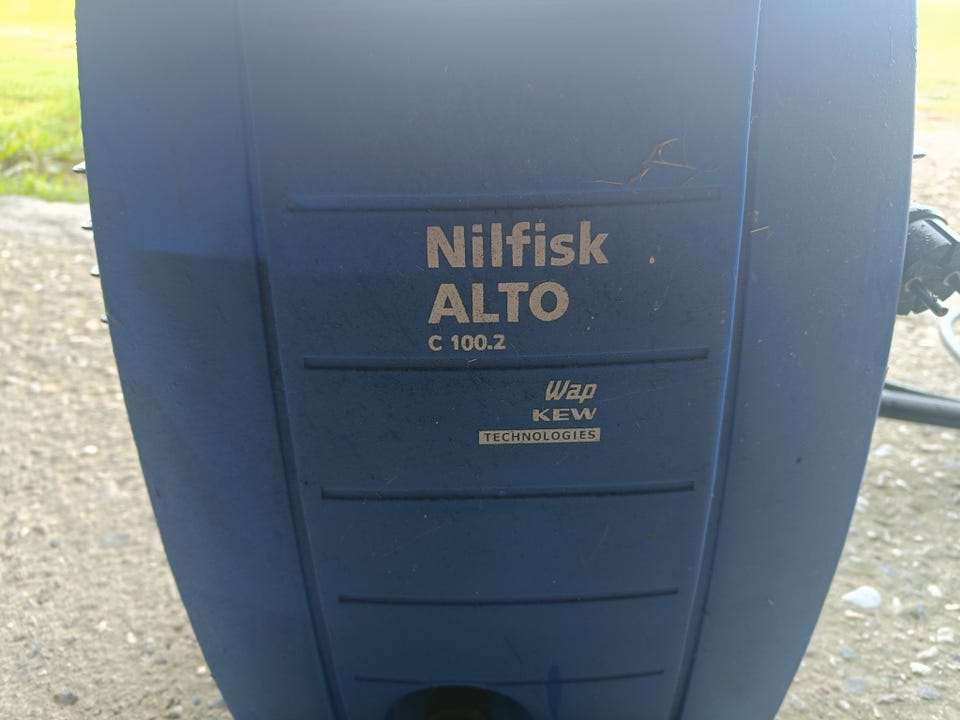 Nilfisk
ALTO
C 100.2
Wap
KEW
TECHNOLOGIES